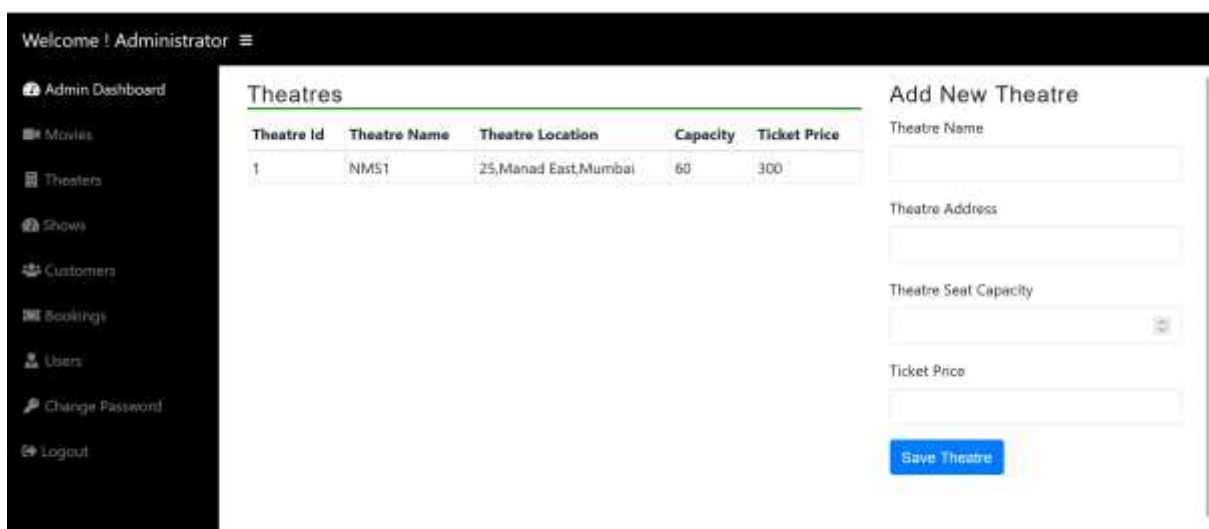 Welcome ! Administrator
Admin Dashboard
Movies
Theaters
Shows
Customers
Bookings
Users
Change Password
Logout
Theatres
Theatre Id Theatre Name Theatre Location Capacity Ticket Price
1 NMS1 25,Manad East,Mumbai 60 300
Add New Theatre
Theatre Name
Theatre Address
Theatre Seat Capacity
Ticket Price
Save Theatre